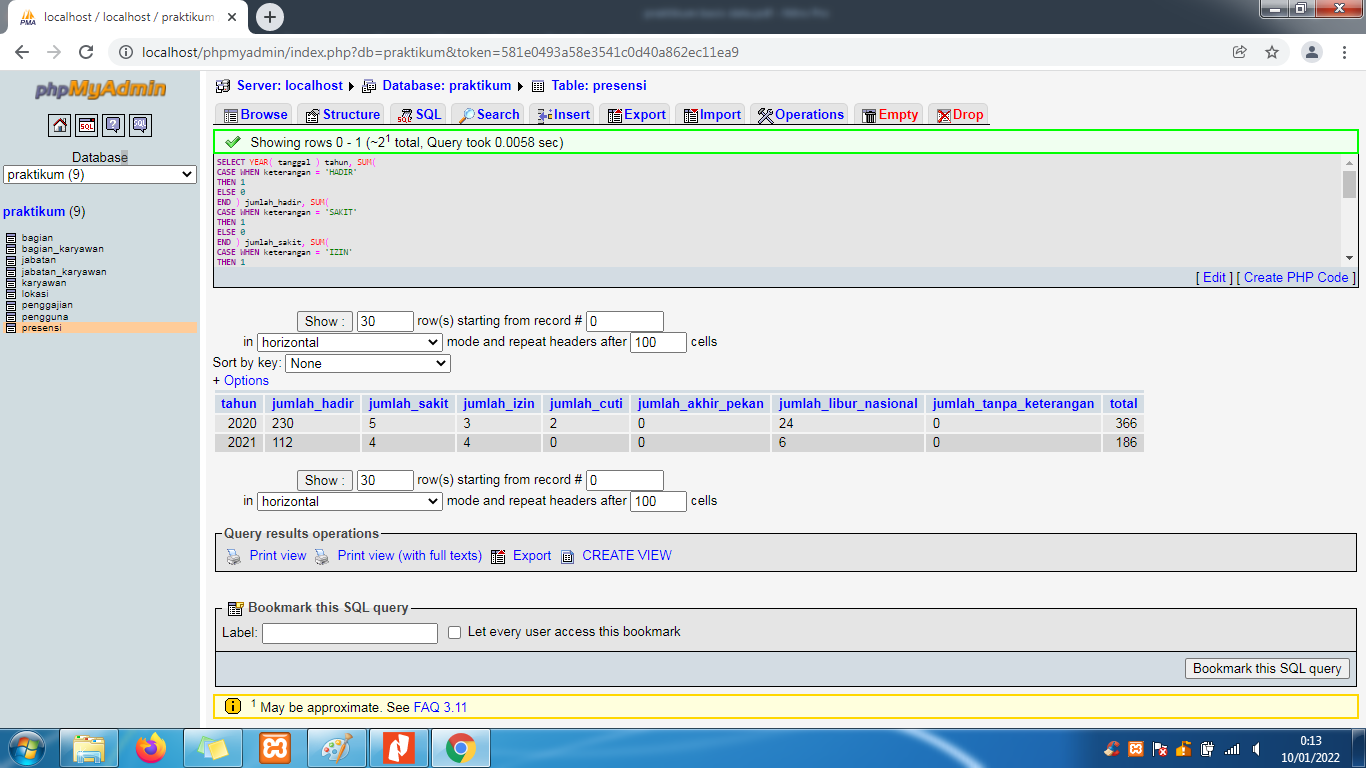 localhost / localhost / praktikum
localhost/phpmyadmin/index.php?db=praktikum&token=581e0493a58e3541c0d40a862ec11ea9
phpMyAdmin
Database
praktikum (9)
praktikum (9)
bagian
bagian_karyawan
jabatan
jabatan_karyawan
karyawan
lokasi
penggajian
pengguna
presensi
Server: localhost Database: praktikum Table: presensi
Browse Structure SQL Search Insert Export Import Operations Empty Drop
Showing rows 0 - 1 (~2¹ total, Query took 0.0058 sec)
SELECT YEAR( tanggal ) tahun, SUM(
CASE WHEN keterangan = 'HADIR'
THEN 1
ELSE 0
END ) jumlah_hadir, SUM(
CASE WHEN keterangan = 'SAKIT'
THEN 1
ELSE 0
END ) jumlah_sakit, SUM(
CASE WHEN keterangan = 'IZIN'
THEN 1
[ Edit ] [ Create PHP Code ]
Show : 30 row(s) starting from record # 0
in horizontal mode and repeat headers after 100 cells
Sort by key: None
+ Options
tahun jumlah_hadir jumlah_sakit jumlah_izin jumlah_cuti jumlah_akhir_pekan jumlah_libur_nasional jumlah_tanpa_keterangan total
2020 230 5 3 2 0 24 0 366
2021 112 4 4 0 0 6 0 186
Show : 30 row(s) starting from record # 0
in horizontal mode and repeat headers after 100 cells
Query results operations
Print view Print view (with full texts) Export CREATE VIEW
Bookmark this SQL query
Label: Let every user access this bookmark
Bookmark this SQL query
¹ May be approximate. See FAQ 3.11
0:13
10/01/2022